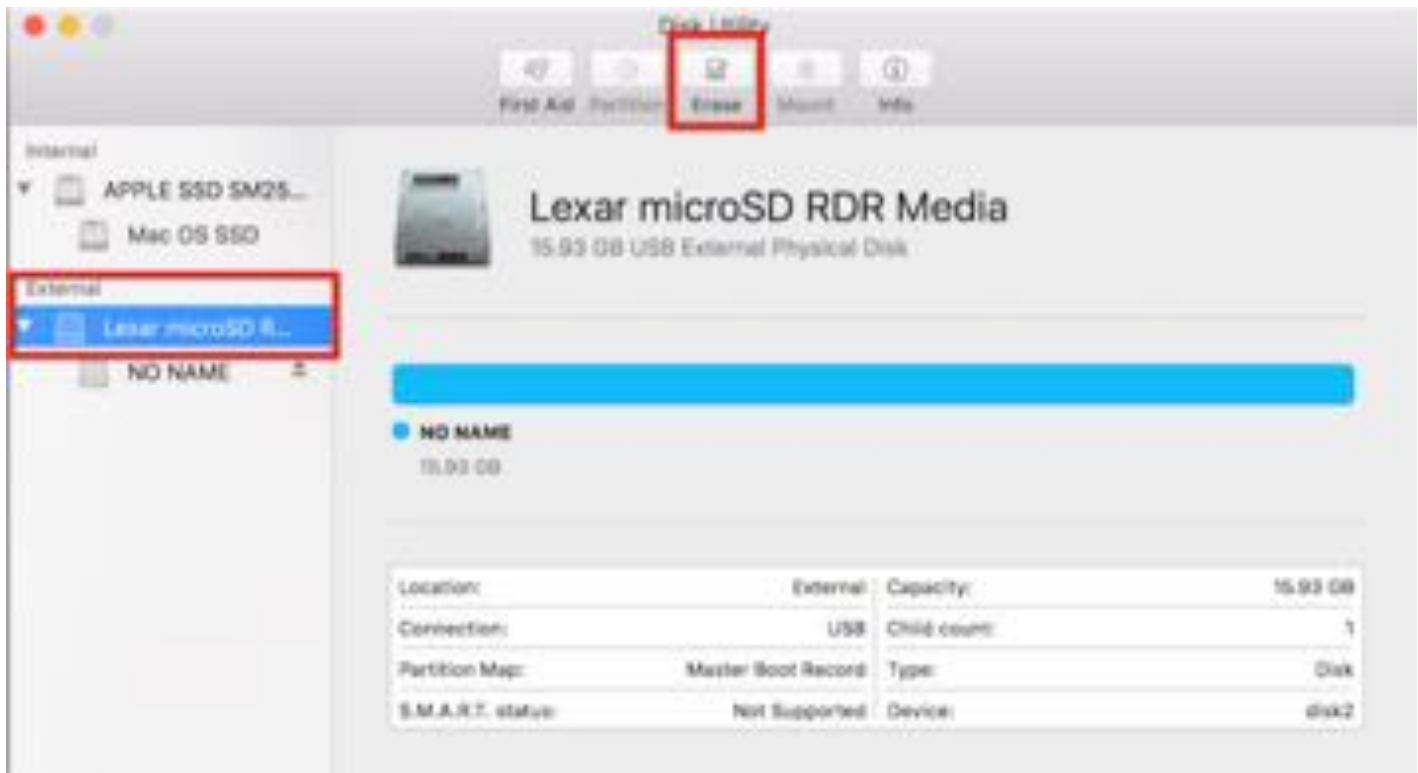 Disk Utility
First Aid Partition Erase Mount Info
Internal
APPLE SSD SM25...
Mac OS SSD
External
Lexar microSD R...
NO NAME
Lexar microSD RDR Media
15.93 GB USB External Physical Disk
NO NAME
15.93 GB
Location: External Capacity: 15.93 GB
Connection: USB Child count: 1
Partition Map: Master Boot Record Type: Disk
S.M.A.R.T. status: Not Supported Device: disk2